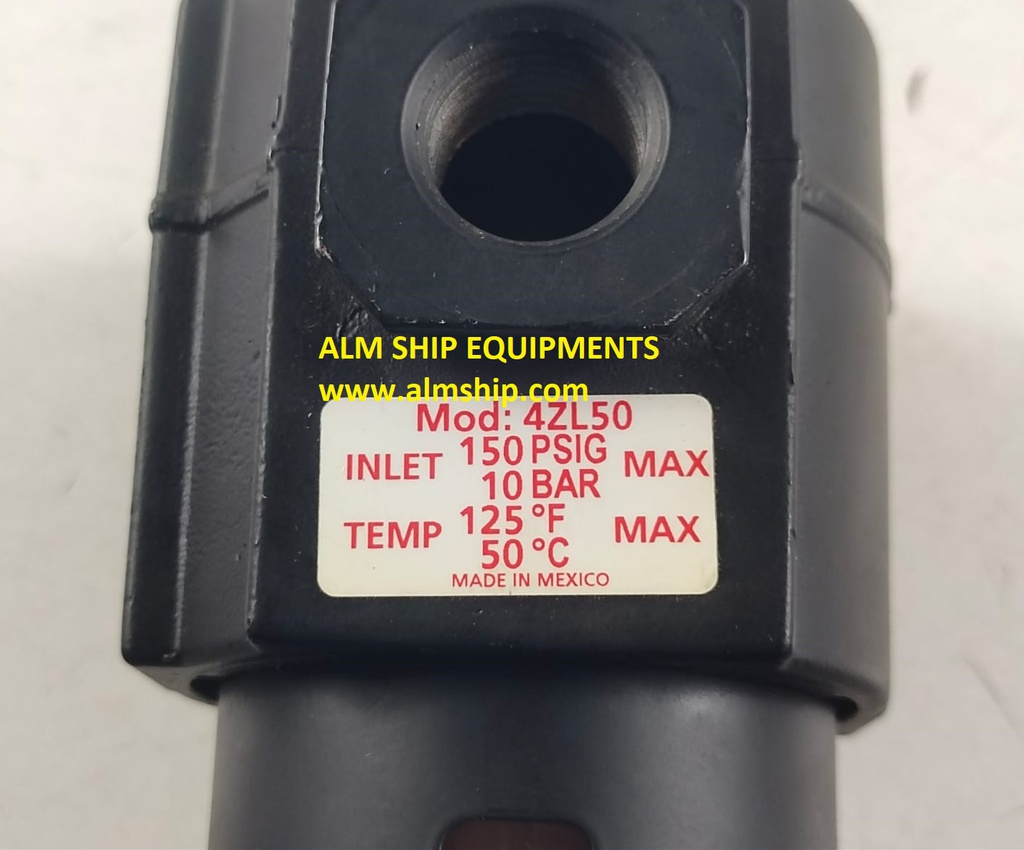 ALM SHIP EQUIPMENTS
www.almship.com
Mod: 4ZL50
INLET 150 PSIG MAX
10 BAR
TEMP 125 °F MAX
50 °C
MADE IN MEXICO